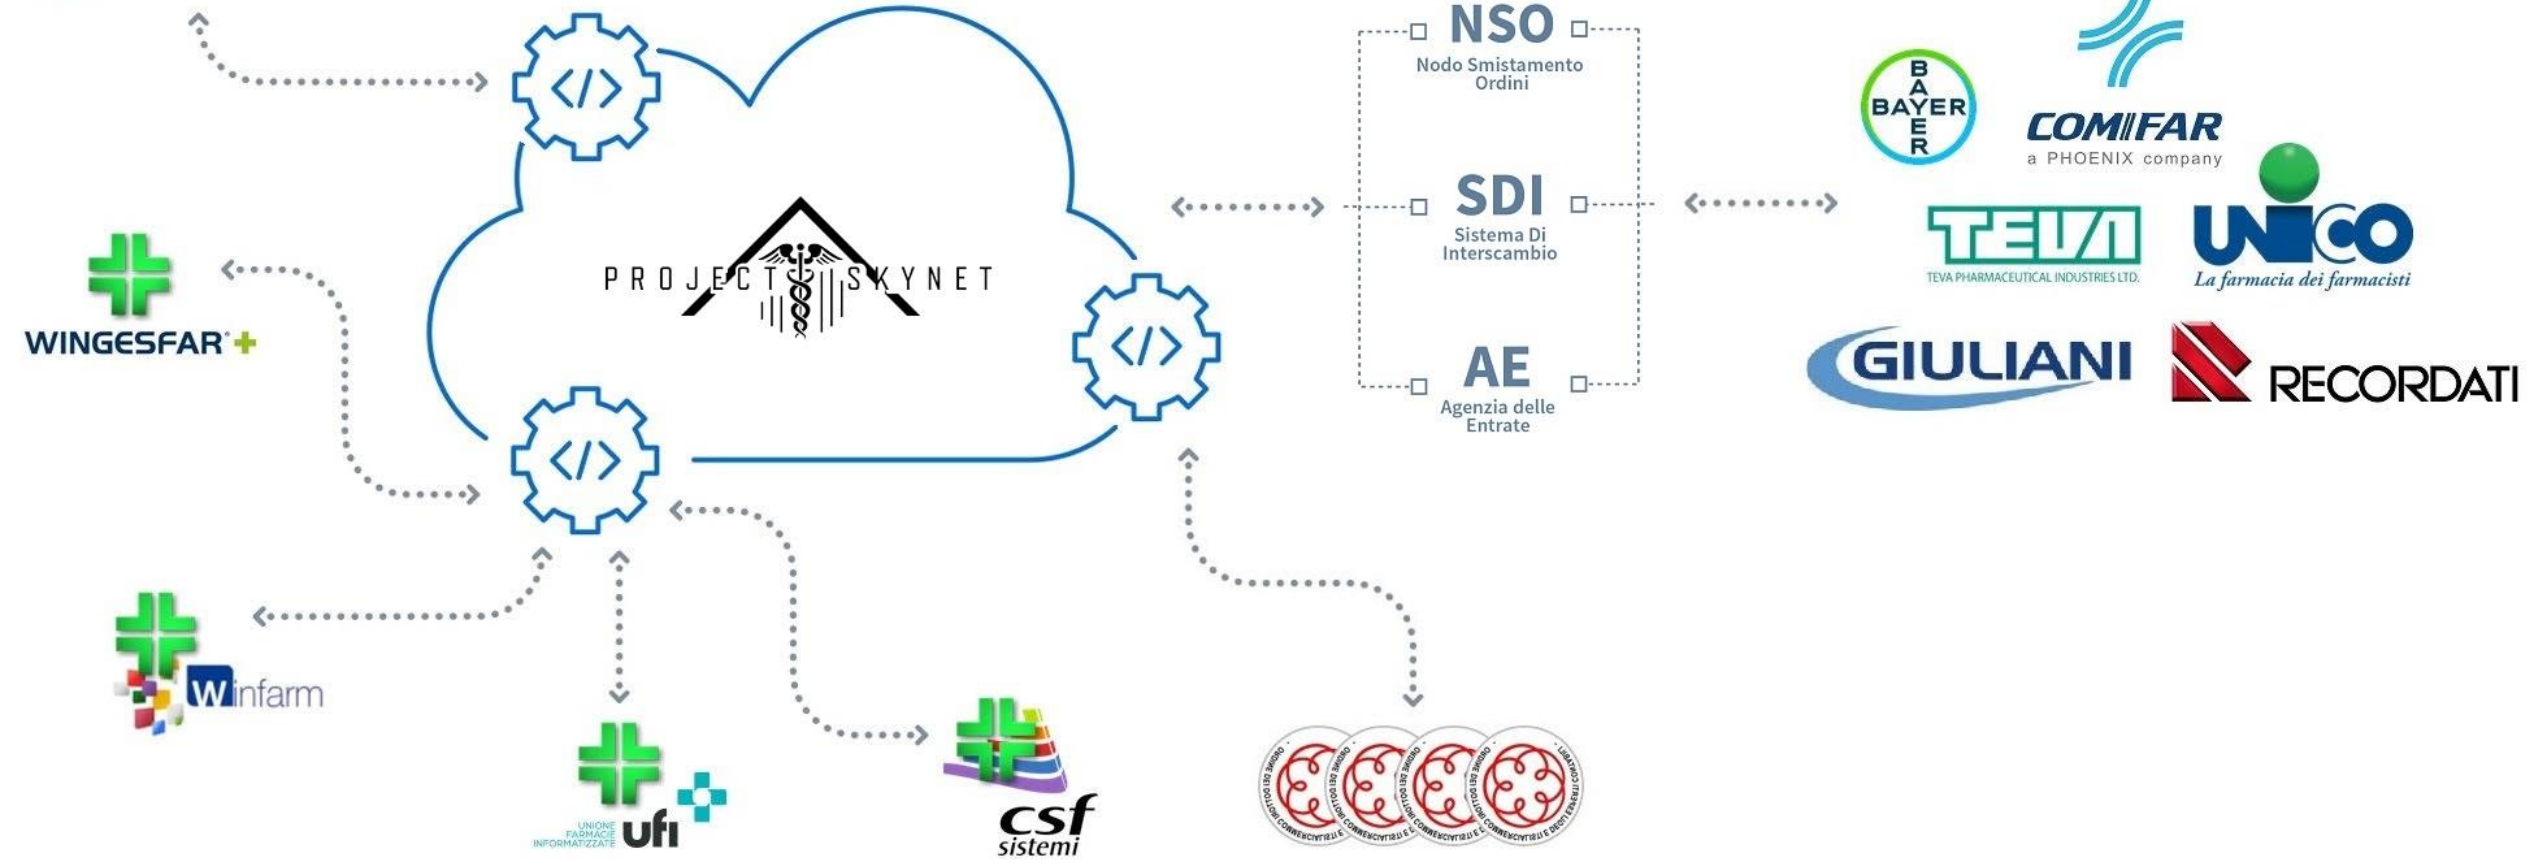 </>
NSO
Nodo Smistamento
Ordini
BAYER
BAYER
COMIFAR
a PHOENIX company
PROJECT SKYNET
SDI
Sistema Di
Interscambio
TEVA
TEVA PHARMACEUTICAL INDUSTRIES LTD.
UNICO
La farmacia dei farmacisti
WINGESFAR +
</>
AE
Agenzia delle
Entrate
GIULIANI
RECORDATI
</>
Winfarm
UNIONE
FARMACIE
INFORMATIZZATE
ufi
csf
sistemi